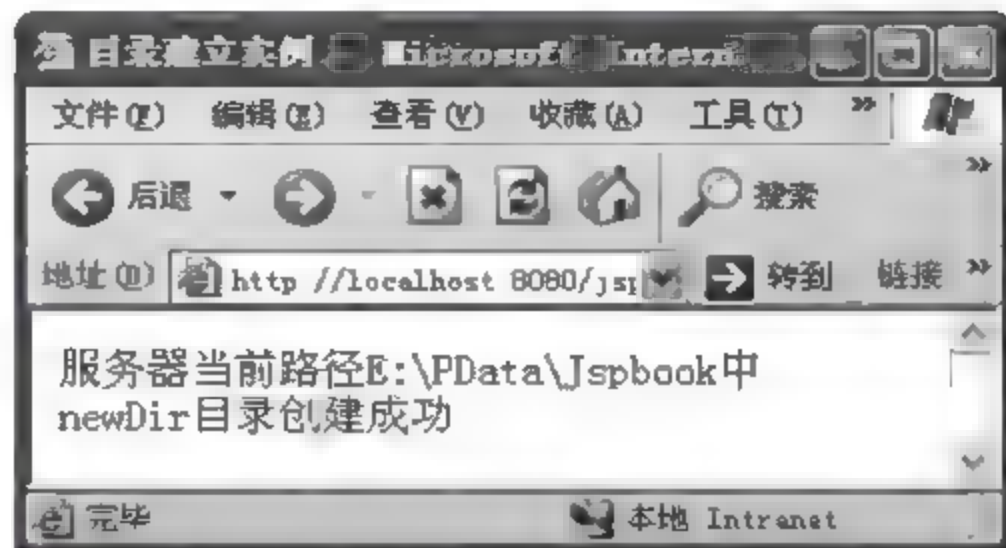 目录建立实例 Microsoft Intern
文件(F) 编辑(E) 查看(V) 收藏(A) 工具(T) »
后退 搜索 »
地址(D) http //localhost 8080/jsp 转到 链接 »
服务器当前路径E:\PData\Jspbook中
newDir目录创建成功
完毕 本地 Intranet